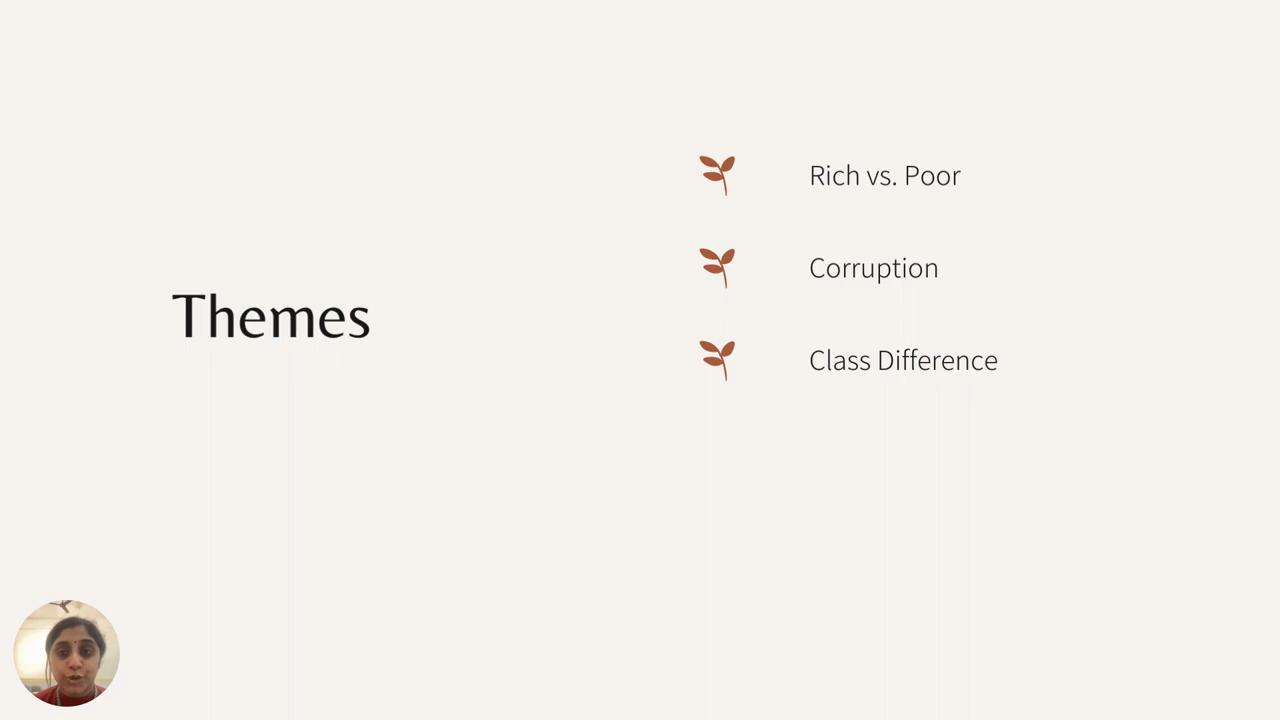 Themes
Rich vs. Poor
Corruption
Class Difference